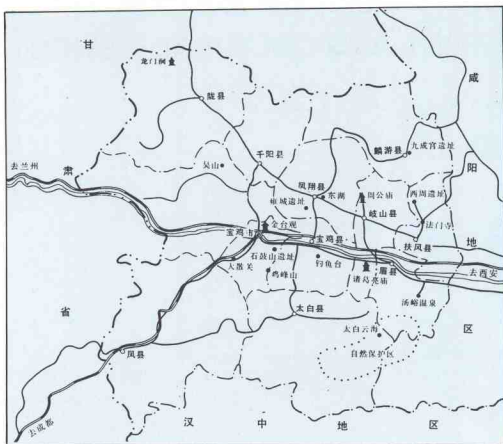 甘
咸
龙门洞
陇县
千阳县
麟游县
九成宫遗址
去兰州
吴山
阳
肃
凤翔县
东湖
周公庙
西周遗址
雍城遗址
岐山县
法门寺
金台观
宝鸡市
宝鸡县
扶风县
地
石鼓山遗址
钓鱼台
大散关
鸡峰山
诸葛亮庙
眉县
去西安
汤峪温泉
省
太白县
太白云海
区
自然保护区
凤县
去成都
汉中地区